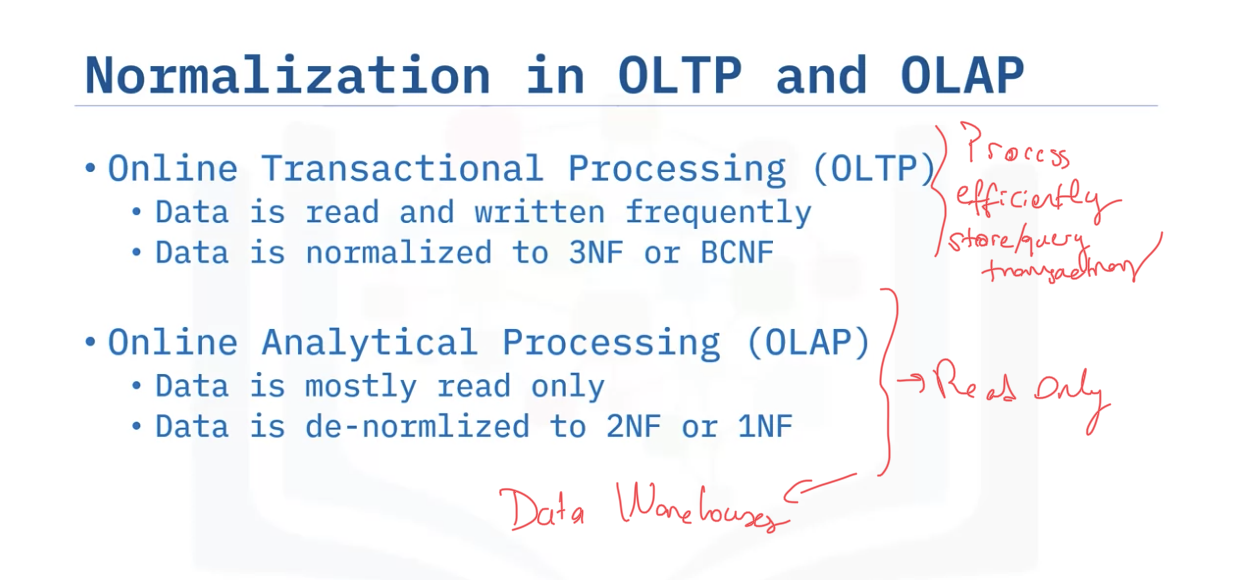 Normalization in OLTP and OLAP
• Online Transactional Processing (OLTP)
• Data is read and written frequently
• Data is normalized to 3NF or BCNF
Process
efficiently
store/query
transaction
• Online Analytical Processing (OLAP)
• Data is mostly read only
• Data is de-normlized to 2NF or 1NF
→ Read Only
Data Warehouses